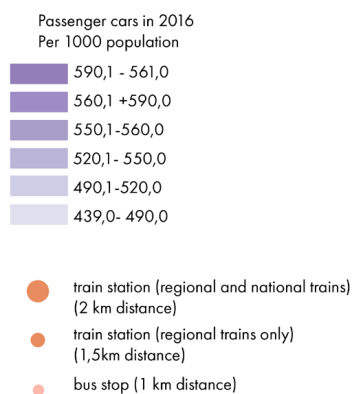 Passenger cars in 2016
Per 1000 population
590,1 - 561,0
560,1 +590,0
550,1-560,0
520,1- 550,0
490,1-520,0
439,0- 490,0
train station (regional and national trains)
(2 km distance)
train station (regional trains only)
(1,5km distance)
bus stop (1 km distance)